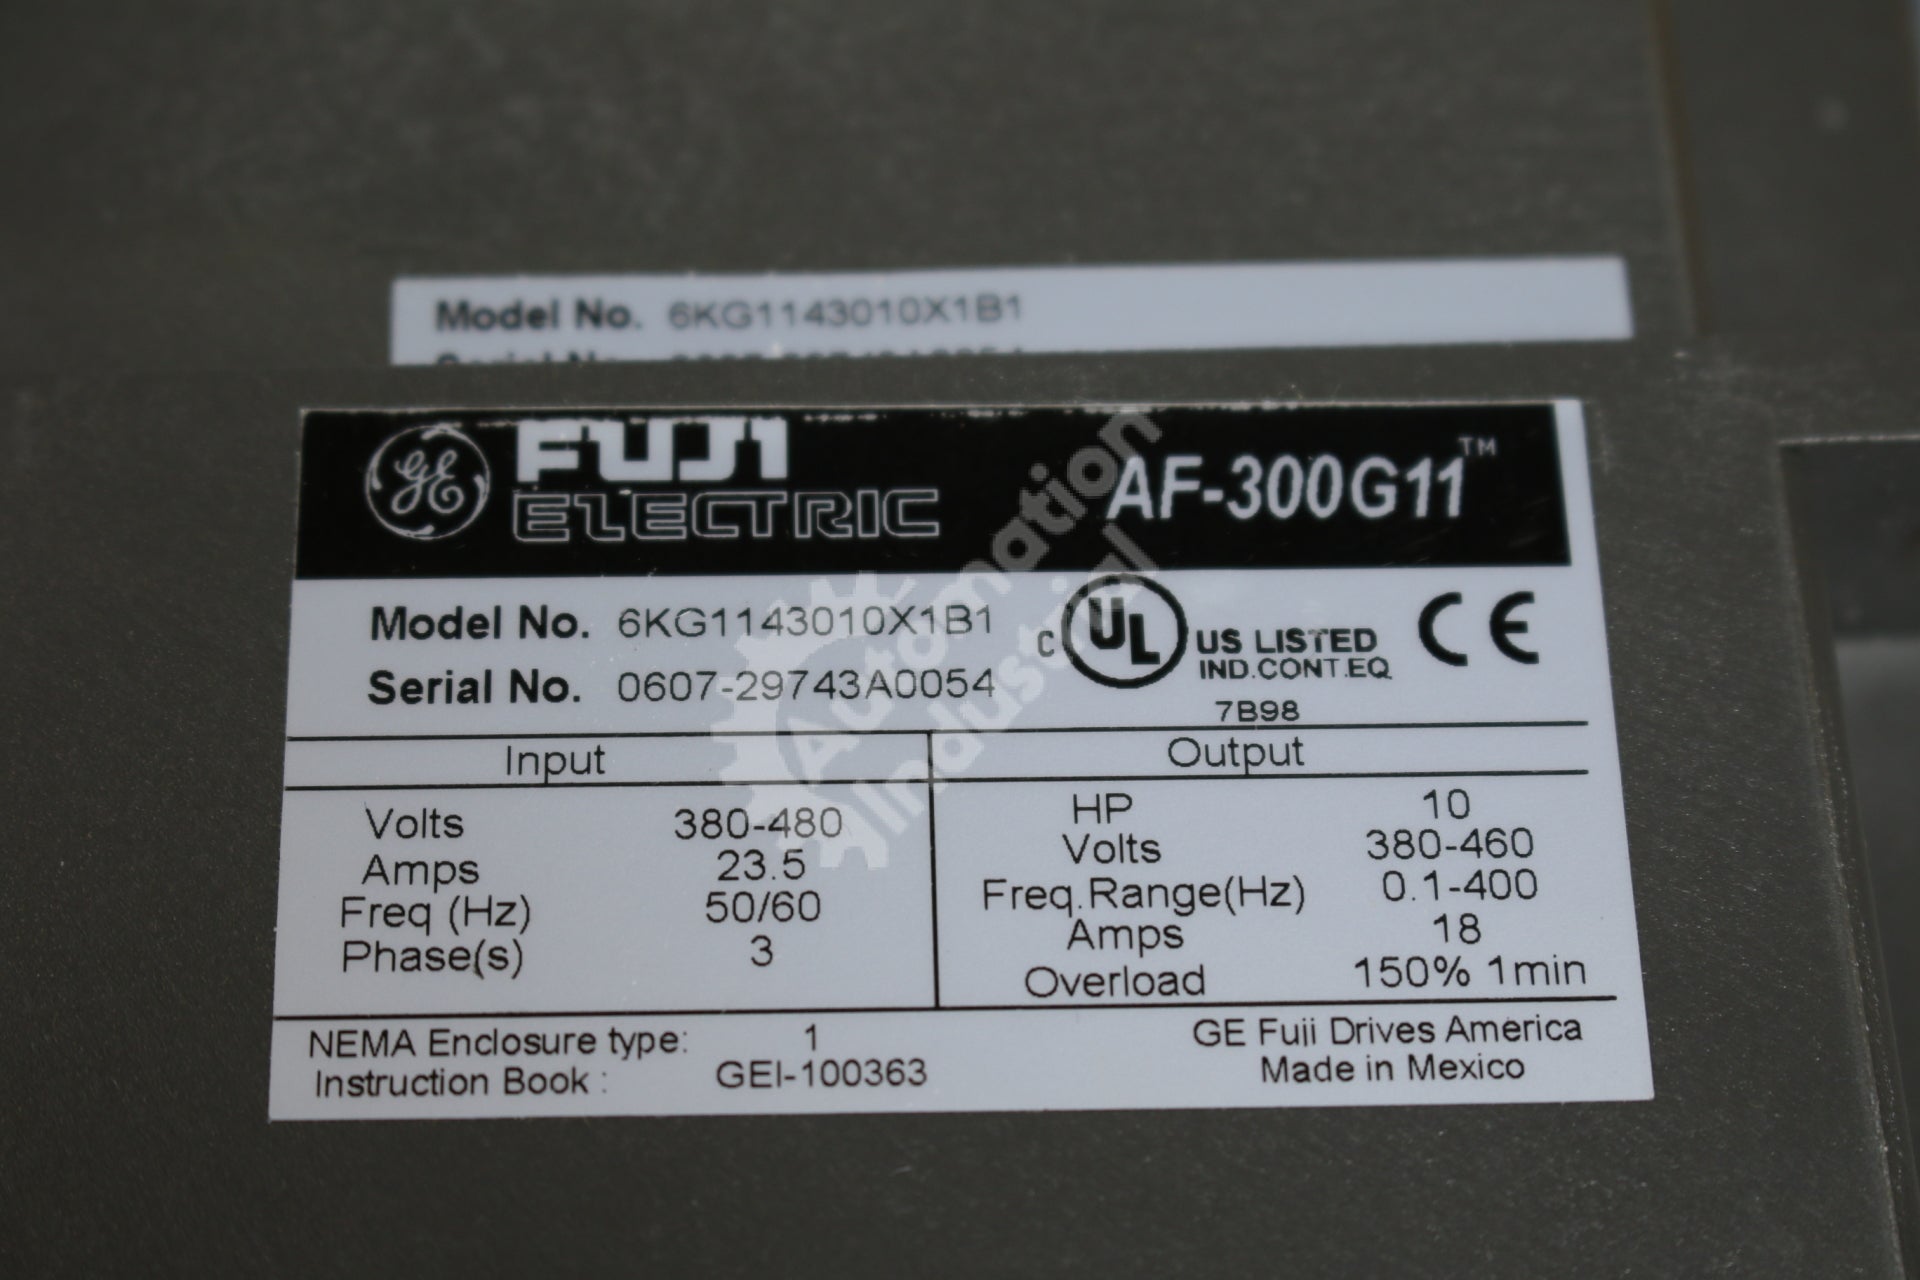 Model No. 6KG1143010X1B1
GE FUJI ELECTRIC AF-300G11™
Model No. 6KG1143010X1B1
Serial No. 0607-29743A0054
C UL US LISTED CE
IND.CONT.EQ
7B98
Input Output
Volts 380-480
Amps 23.5
Freq (Hz) 50/60
Phase(s) 3
HP 10
Volts 380-460
Freq.Range(Hz) 0.1-400
Amps 18
Overload 150% 1min
NEMA Enclosure type: 1
Instruction Book : GEI-100363
GE Fuji Drives America
Made in Mexico
Automation
Industrial